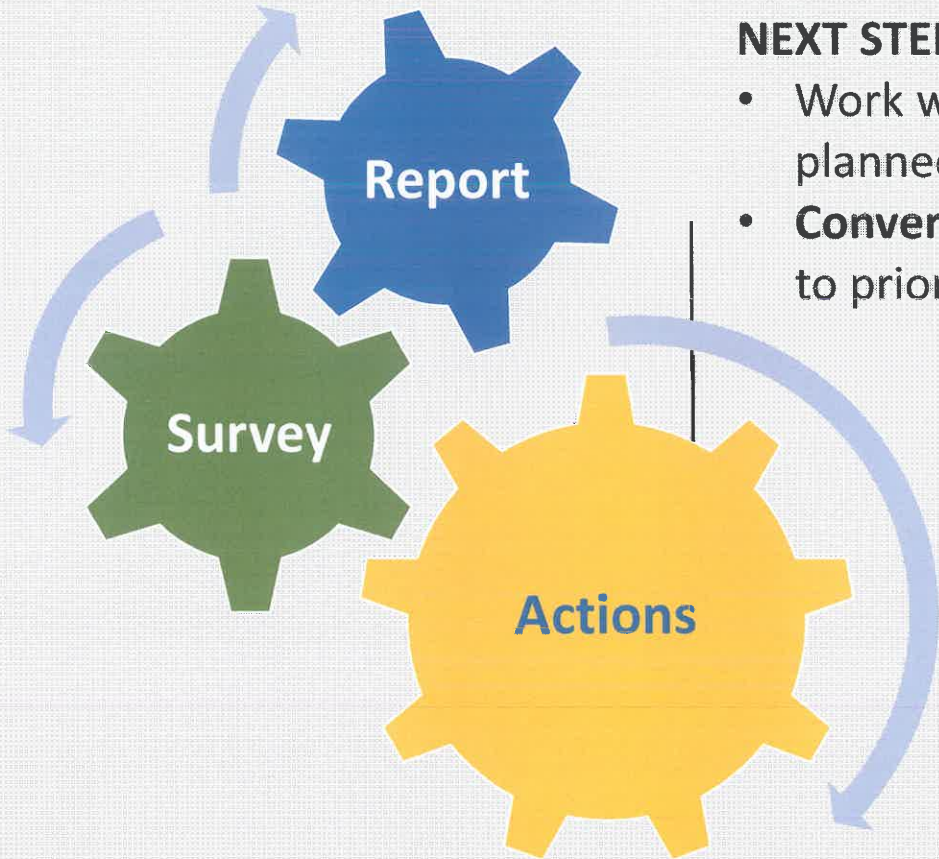 NEXT STE
• Work w
planne
• Conver
to prior
Report
Survey
Actions